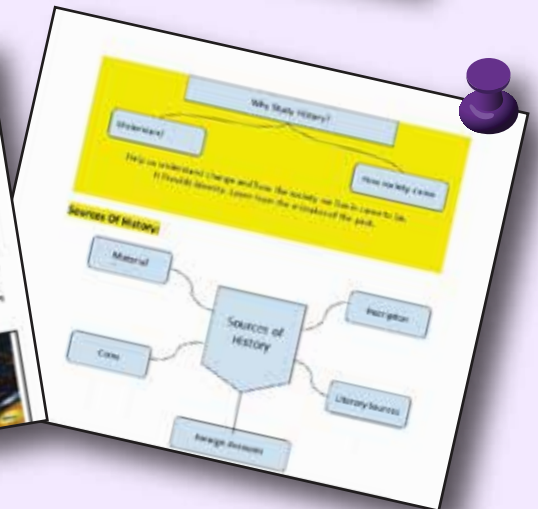 Why Study History?
Understand
How society came
Help us understand change and how the society we live in came to be.
It Provide Identity. Learn from the mistakes of the past.
Sources Of History:
Material
Inscription
Sources of
History
Coins
Literary Sources
Foreign Accounts